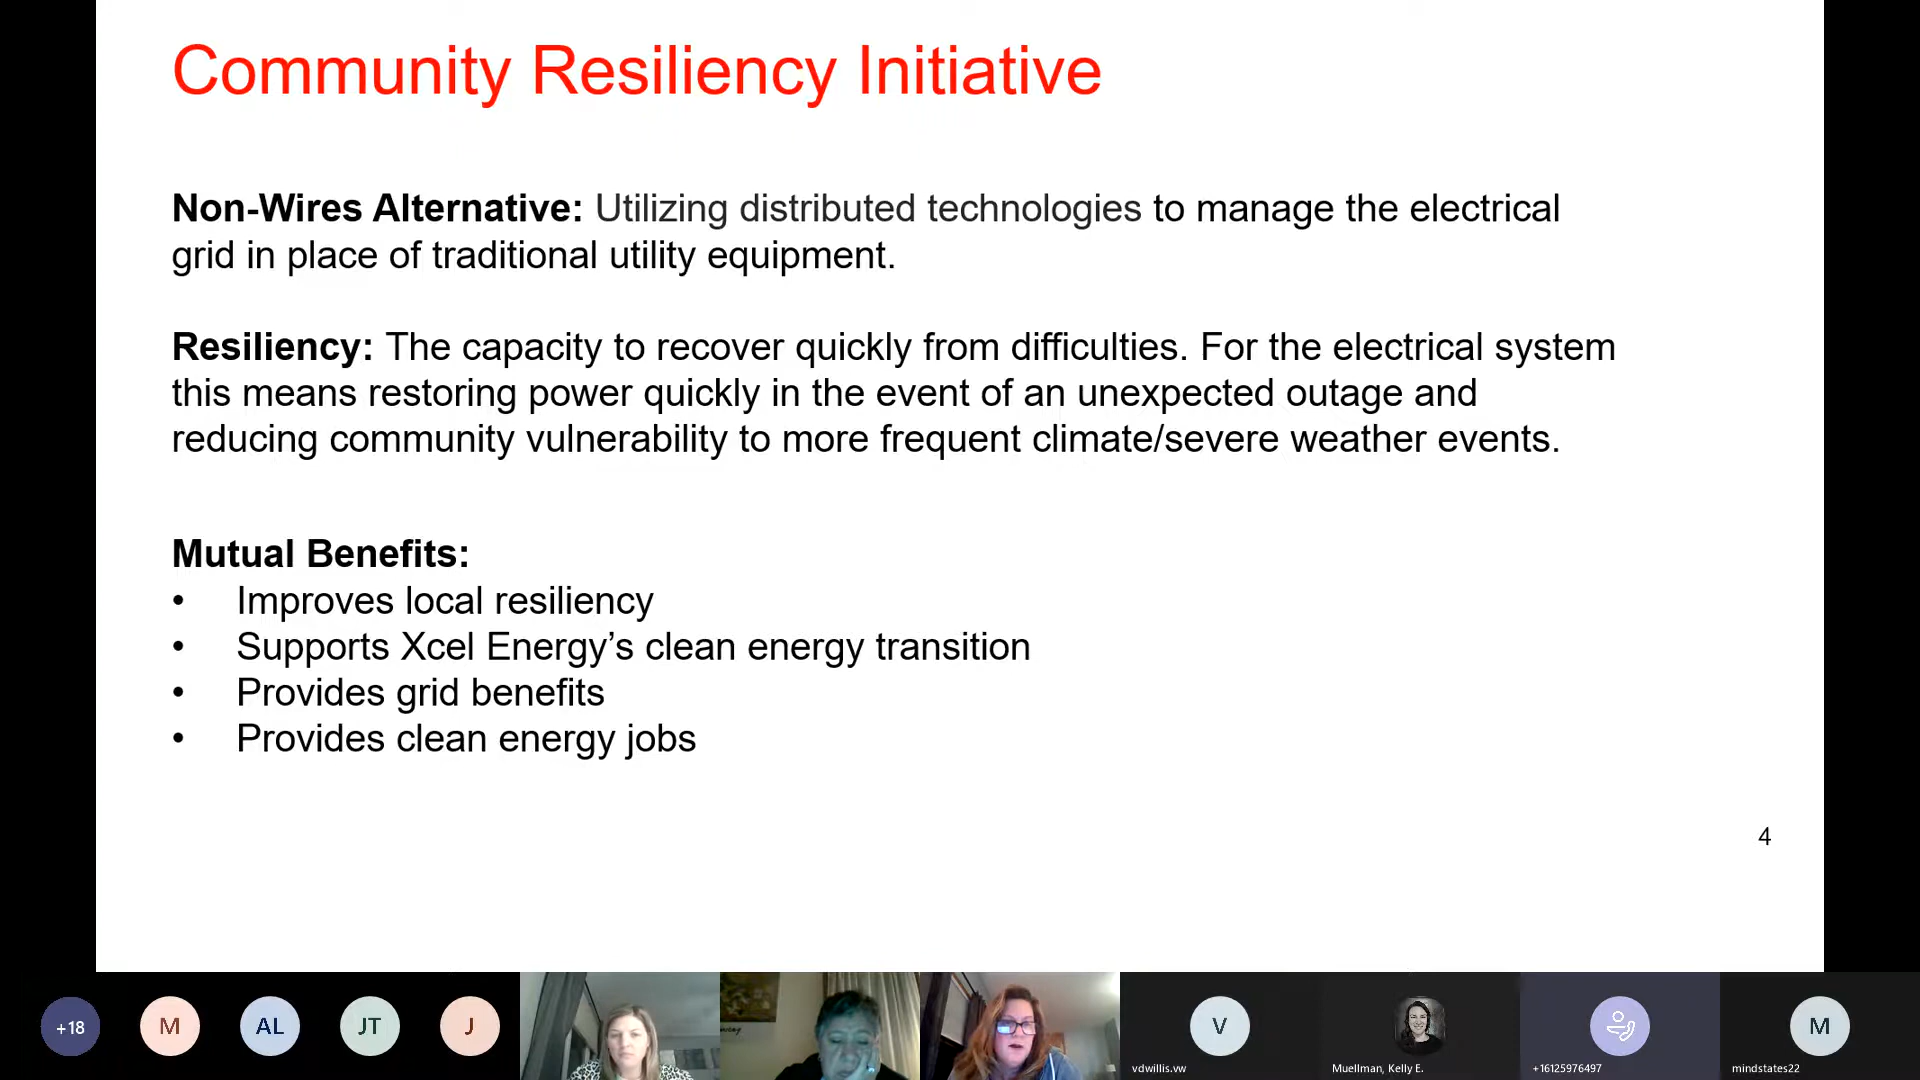 Community Resiliency Initiative
Non-Wires Alternative: Utilizing distributed technologies to manage the electrical
grid in place of traditional utility equipment.
Resiliency: The capacity to recover quickly from difficulties. For the electrical system
this means restoring power quickly in the event of an unexpected outage and
reducing community vulnerability to more frequent climate/severe weather events.
Mutual Benefits:
• Improves local resiliency
• Supports Xcel Energy’s clean energy transition
• Provides grid benefits
• Provides clean energy jobs
4
+18
M
AL
JT
J
V
M
vdwillis.vw
Muellman, Kelly E.
+16125976497
mindstates22